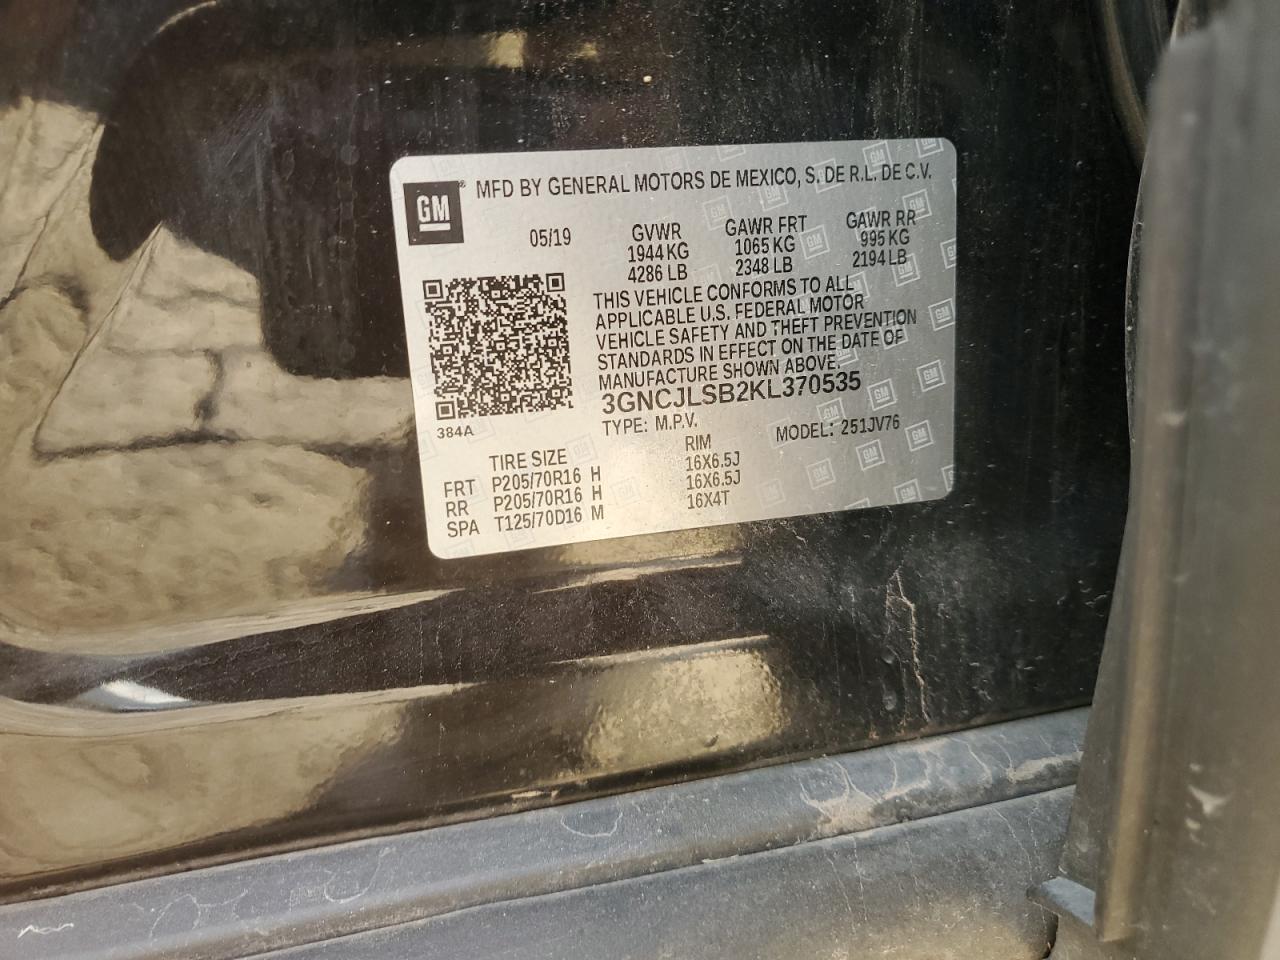 GM
MFD BY GENERAL MOTORS DE MEXICO, S. DE R.L. DE C.V.
05/19 GVWR GAWR FRT GAWR RR
1944 KG 1065 KG 995 KG
4286 LB 2348 LB 2194 LB
THIS VEHICLE CONFORMS TO ALL
APPLICABLE U.S. FEDERAL MOTOR
VEHICLE SAFETY AND THEFT PREVENTION
STANDARDS IN EFFECT ON THE DATE OF
MANUFACTURE SHOWN ABOVE.
3GNCJLSB2KL370535
384A
TYPE: M.P.V. MODEL: 251JV76
TIRE SIZE RIM
FRT P205/70R16 H 16X6.5J
RR P205/70R16 H 16X6.5J
SPA T125/70D16 M 16X4T